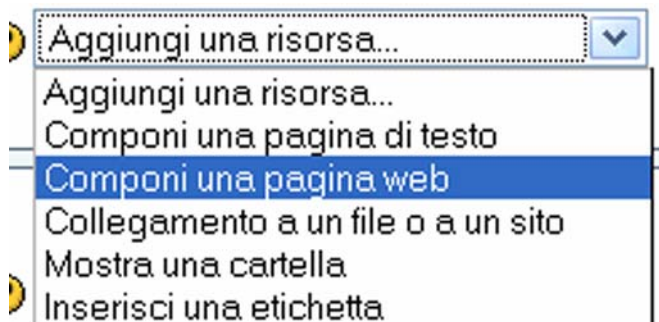 Aggiungi una risorsa...
Aggiungi una risorsa...
Componi una pagina di testo
Componi una pagina web
Collegamento a un file o a un sito
Mostra una cartella
Inserisci una etichetta